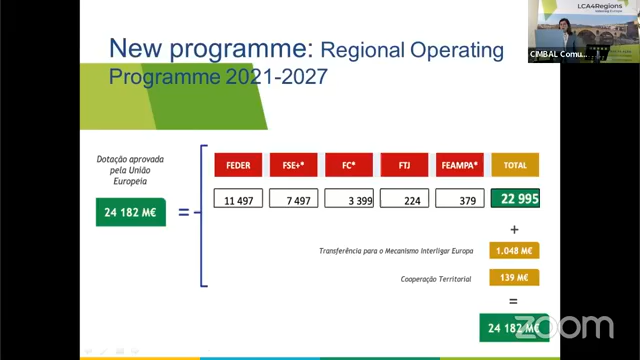 LCA4Regions
Interreg Europe
CIMBAL Comu...
New programme: Regional Operating
Programme 2021-2027
Dotação aprovada
pela União
Europeia
24 182 M€
=
FEDER
FSE+*
FC*
FTJ
FEAMPA*
TOTAL
11 497
7 497
3 399
224
379
22 995
+
Transferência para o Mecanismo Interligar Europa
1.048 M€
Cooperação Territorial
139 M€
=
24 182 M€
zoom